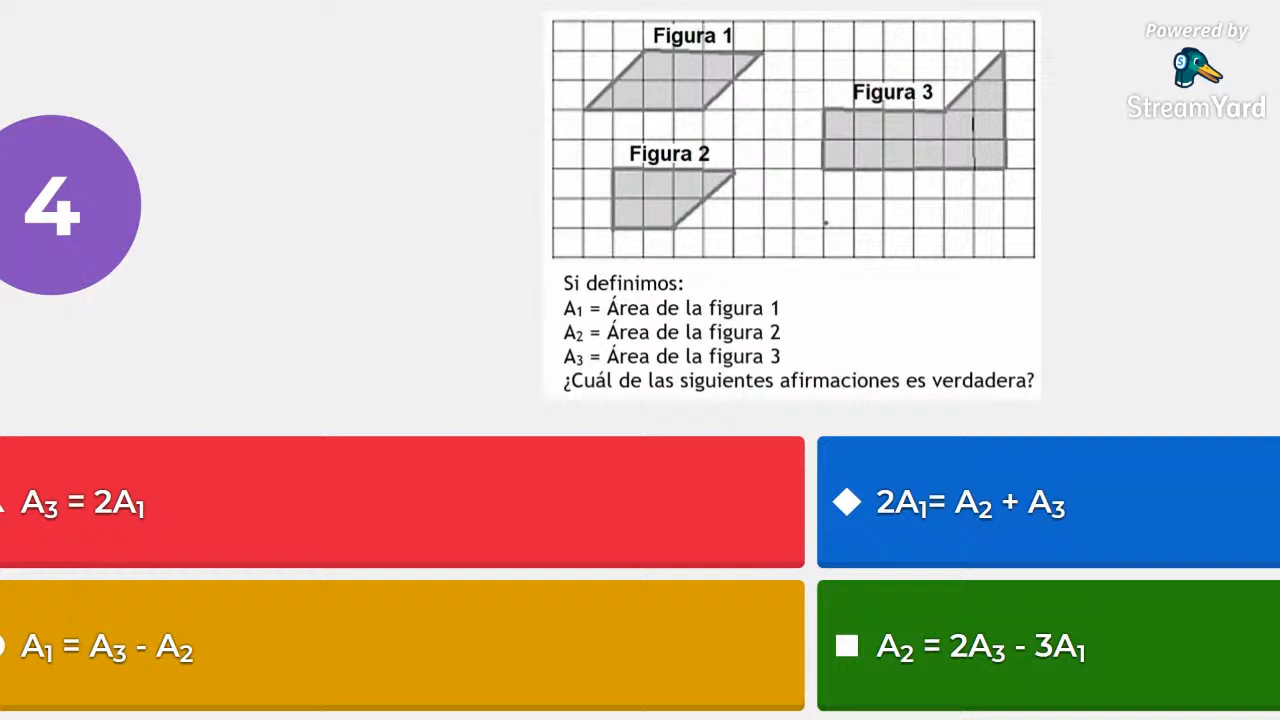 Powered by
StreamYard
4
Figura 1
Figura 3
Figura 2
Si definimos:
A₁ = Área de la figura 1
A₂ = Área de la figura 2
A₃ = Área de la figura 3
¿Cuál de las siguientes afirmaciones es verdadera?
A₃ = 2A₁
2A₁= A₂ + A₃
A₁ = A₃ - A₂
A₂ = 2A₃ - 3A₁